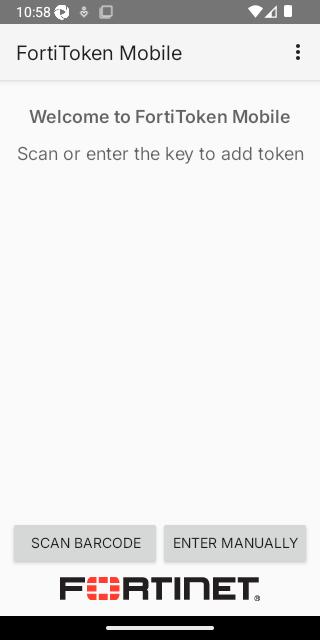 10:58
FortiToken Mobile
Welcome to FortiToken Mobile
Scan or enter the key to add token
SCAN BARCODE
ENTER MANUALLY
FORTINET®